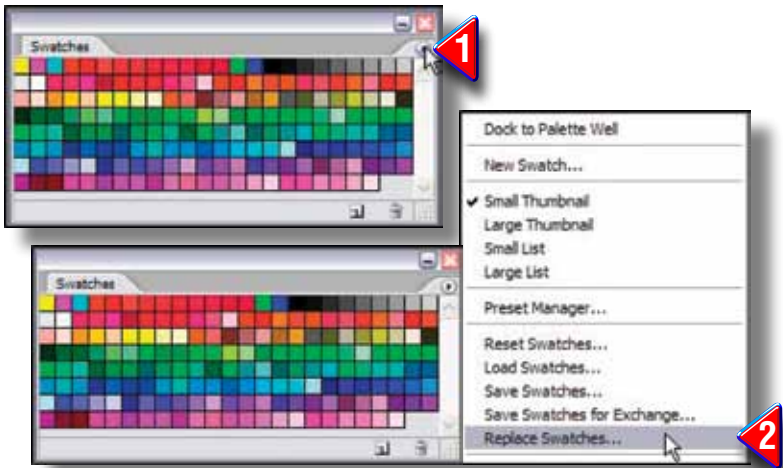 Swatches
1
Swatches
Dock to Palette Well
New Swatch...
Small Thumbnail
Large Thumbnail
Small List
Large List
Preset Manager...
Reset Swatches...
Load Swatches...
Save Swatches...
Save Swatches for Exchange...
Replace Swatches...
2